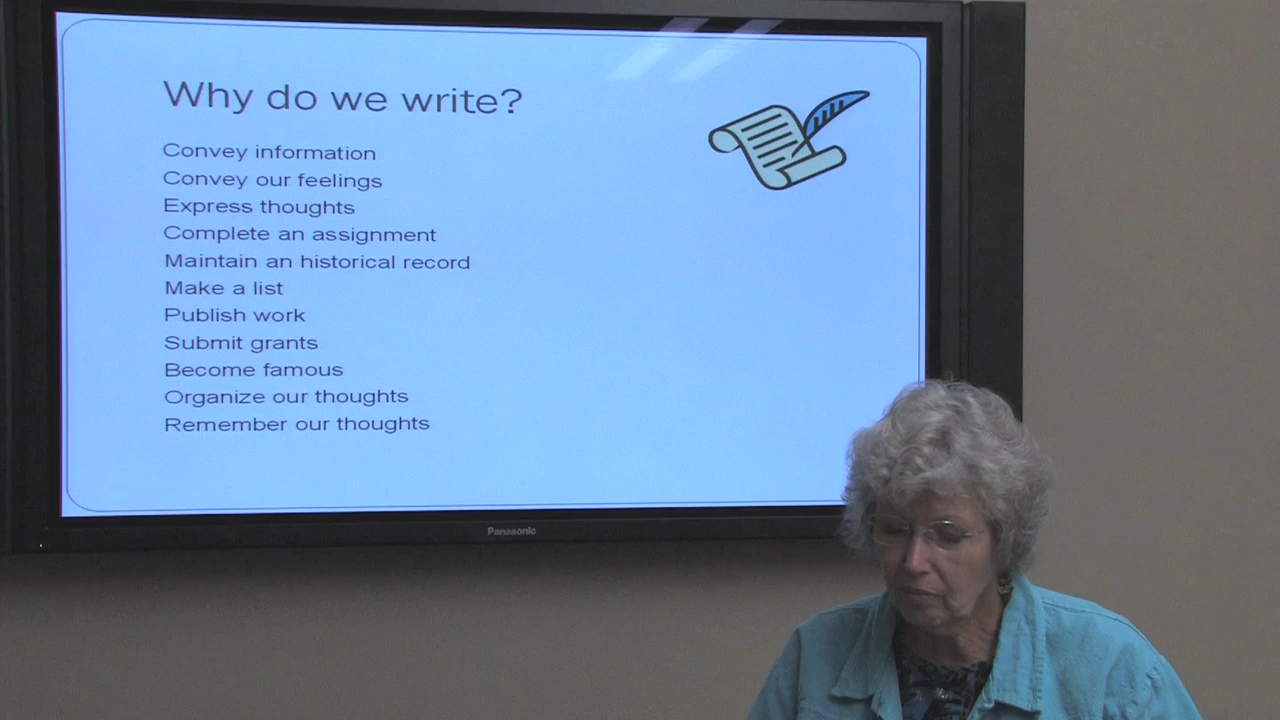 Why do we write?
Convey information
Convey our feelings
Express thoughts
Complete an assignment
Maintain an historical record
Make a list
Publish work
Submit grants
Become famous
Organize our thoughts
Remember our thoughts
Panasonic